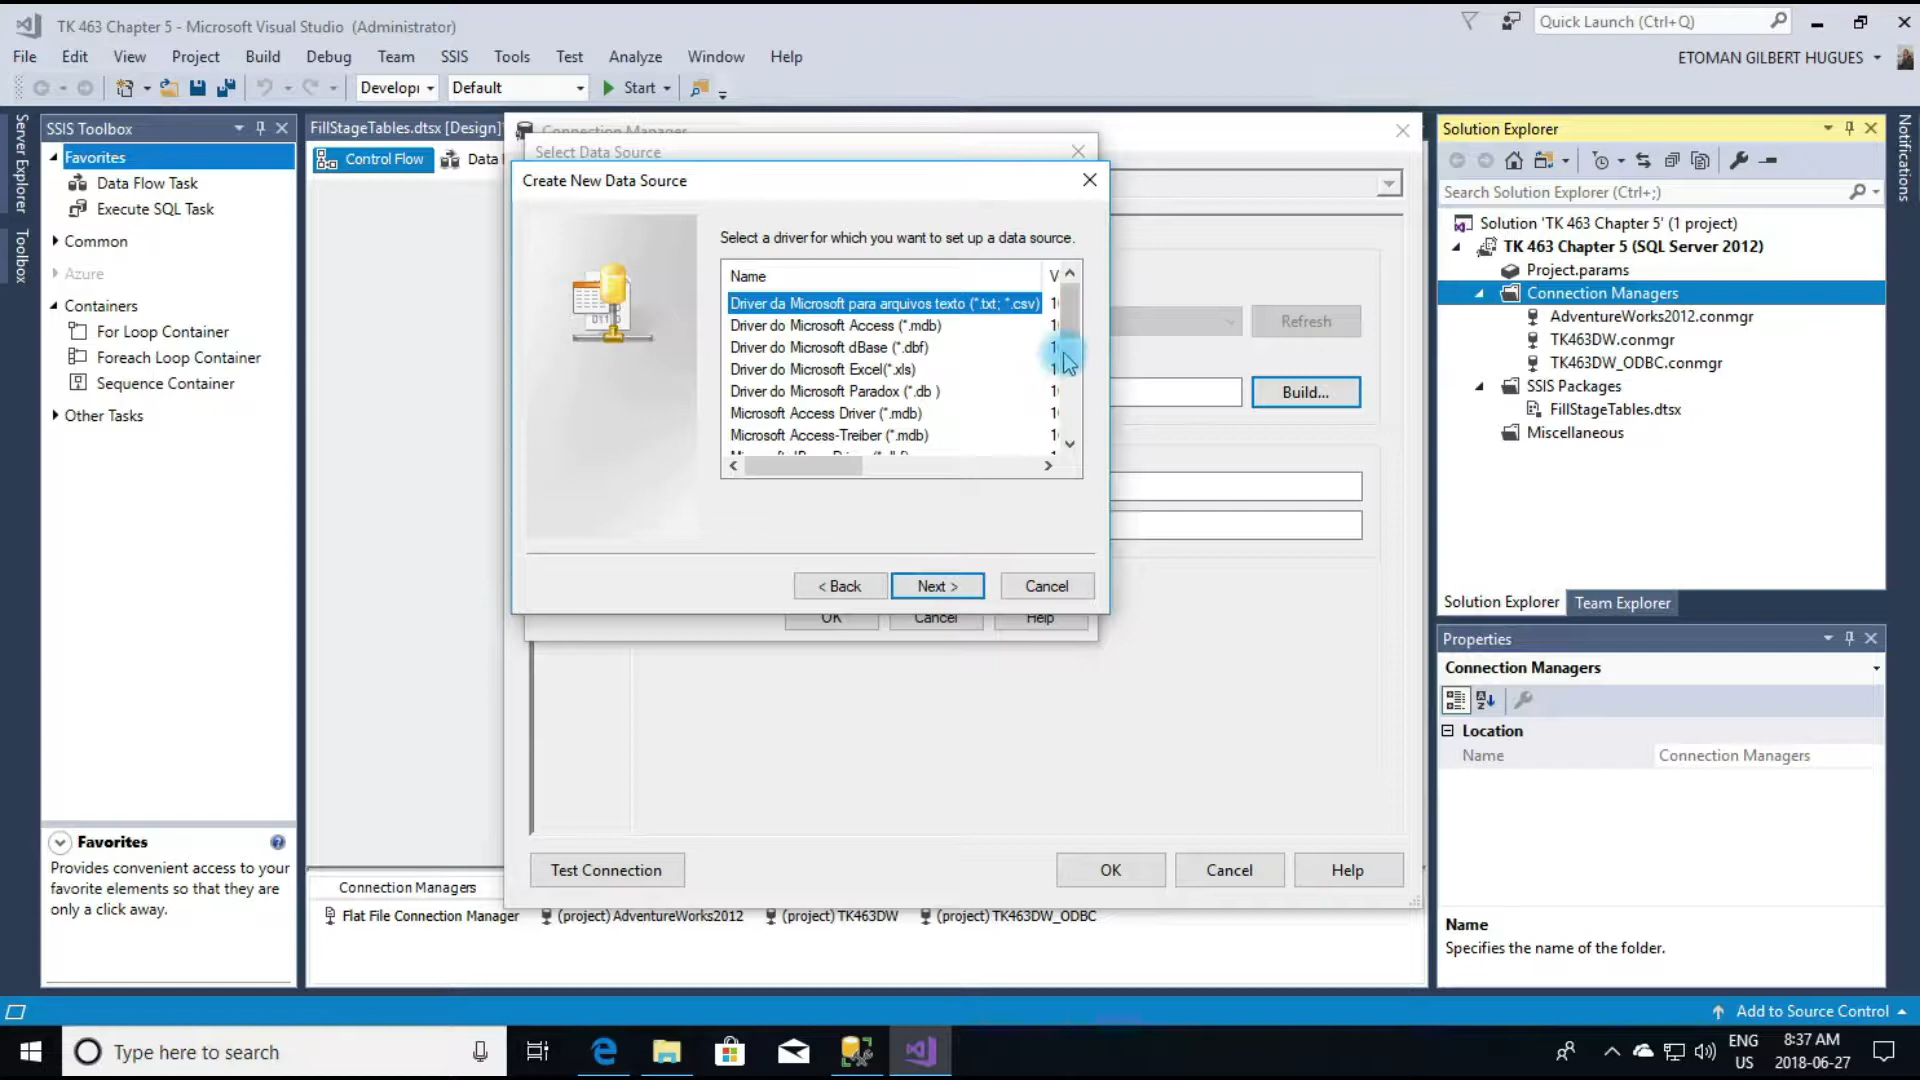 TK 463 Chapter 5 - Microsoft Visual Studio (Administrator)
Quick Launch (Ctrl+Q)
File Edit View Project Build Debug Team SSIS Tools Test Analyze Window Help
ETOMAN GILBERT HUGUES
Developi Default Start
Server Explorer
Toolbox
SSIS Toolbox
Favorites
Data Flow Task
Execute SQL Task
Common
Azure
Containers
For Loop Container
Foreach Loop Container
Sequence Container
Other Tasks
Favorites
Provides convenient access to your
favorite elements so that they are
only a click away.
FillStageTables.dtsx [Design]
Control Flow Data
Connection Manager
Select Data Source
Create New Data Source
Select a driver for which you want to set up a data source.
Name V
Driver da Microsoft para arquivos texto (*.txt; *.csv)
Driver do Microsoft Access (*.mdb)
Driver do Microsoft dBase (*.dbf)
Driver do Microsoft Excel(*.xls)
Driver do Microsoft Paradox (*.db )
Microsoft Access Driver (*.mdb)
Microsoft Access-Treiber (*.mdb)
< Back Next > Cancel
OK Cancel Help
Refresh
Build...
Test Connection OK Cancel Help
Connection Managers
Flat File Connection Manager (project) AdventureWorks2012 (project) TK463DW (project) TK463DW_ODBC
Solution Explorer
Search Solution Explorer (Ctrl+;)
Solution 'TK 463 Chapter 5' (1 project)
TK 463 Chapter 5 (SQL Server 2012)
Project.params
Connection Managers
AdventureWorks2012.conmgr
TK463DW.conmgr
TK463DW_ODBC.conmgr
SSIS Packages
FillStageTables.dtsx
Miscellaneous
Solution Explorer Team Explorer
Properties
Connection Managers
Location
Name Connection Managers
Name
Specifies the name of the folder.
Notifications
Add to Source Control
Type here to search
ENG
US
8:37 AM
2018-06-27